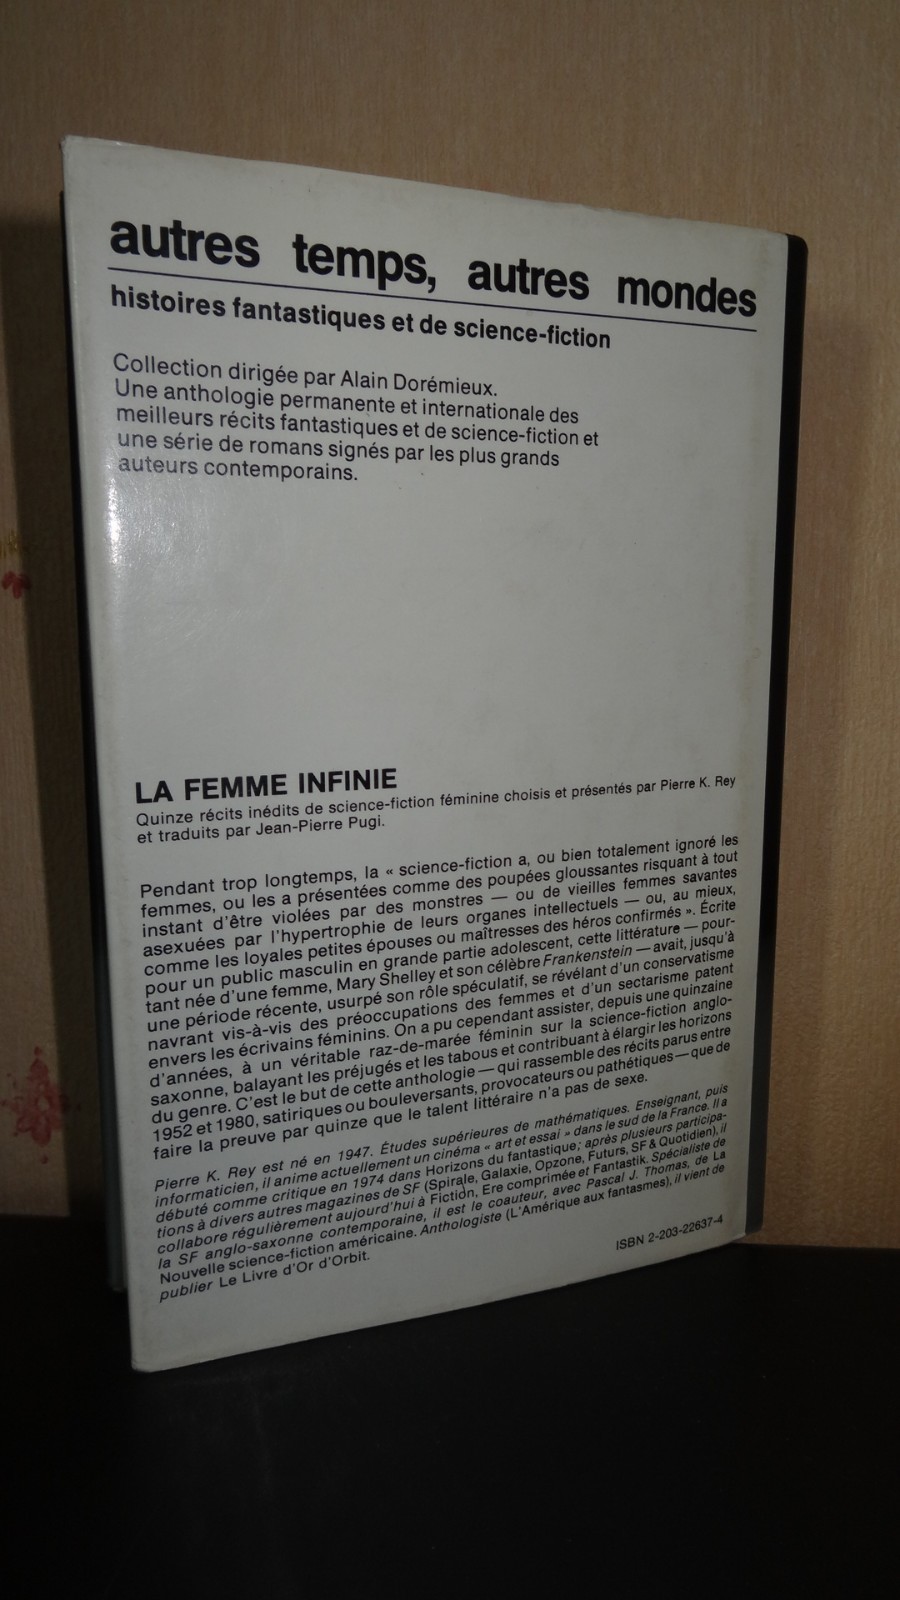 autres temps, autres mondes
histoires fantastiques et de science-fiction
Collection dirigée par Alain Dorémieux.
Une anthologie permanente et internationale des
meilleurs récits fantastiques et de science-fiction et
une série de romans signés par les plus grands
auteurs contemporains.
LA FEMME INFINIE
Quinze récits inédits de science-fiction féminine choisis et présentés par Pierre K. Rey
et traduits par Jean-Pierre Pugi.
Pendant trop longtemps, la « science-fiction a, ou bien totalement ignoré les
femmes, ou les a présentées comme des poupées gloussantes risquant à tout
instant d'être violées par des monstres — ou de vieilles femmes savantes
asexuées par l'hypertrophie de leurs organes intellectuels — ou, au mieux,
comme les loyales petites épouses ou maîtresses des héros confirmés ». Écrite
pour un public masculin en grande partie adolescent, cette littérature — pour-
tant née d'une femme, Mary Shelley et son célèbre Frankenstein — avait, jusqu'à
une période récente, usurpé son rôle spéculatif, se révélant d'un conservatisme
navrant vis-à-vis des préoccupations des femmes et d'un sectarisme patent
envers les écrivains féminins. On a pu cependant assister, depuis une quinzaine
d'années, à un véritable raz-de-marée féminin sur la science-fiction anglo-
saxonne, balayant les préjugés et les tabous et contribuant à élargir les horizons
du genre. C'est le but de cette anthologie — qui rassemble des récits parus entre
1952 et 1980, satiriques ou bouleversants, provocateurs ou pathétiques — que de
faire la preuve par quinze que le talent littéraire n'a pas de sexe.
Pierre K. Rey est né en 1947. Études supérieures de mathématiques. Enseignant, puis
informaticien, il anime actuellement un cinéma « art et essai » dans le sud de la France. Il a
débuté comme critique en 1974 dans Horizons du fantastique; après plusieurs participa-
tions à divers autres magazines de SF (Spirale, Galaxie, Opzone, Futurs, SF & Quotidien), il
collabore régulièrement aujourd'hui à Fiction, Ere comprimée et Fantastik. Spécialiste de
la SF anglo-saxonne contemporaine, il est le coauteur, avec Pascal J. Thomas, de La
Nouvelle science-fiction américaine. Anthologiste (L'Amérique aux fantasmes), il vient de
publier Le Livre d'Or d'Orbit.
ISBN 2-203-22637-4